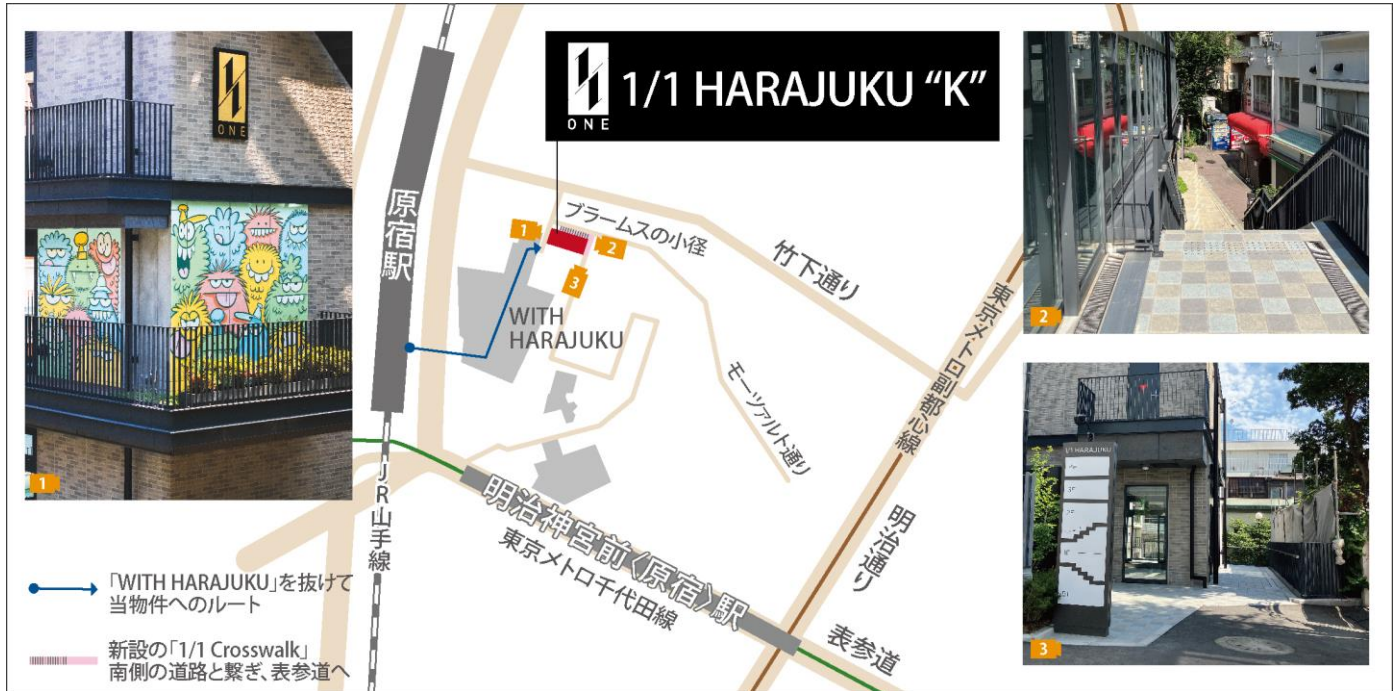 ONE
1
1/1 HARAJUKU “K”
ONE
原宿駅
1
2
3
ブラームスの小径
竹下通り
WITH
HARAJUKU
モーツァルト通り
東京メトロ副都心線
明治通り
JR山手線
明治神宮前〈原宿〉駅
東京メトロ千代田線
表参道
「WITH HARAJUKU」を抜けて
当物件へのルート
新設の「1/1 Crosswalk」
南側の道路と繋ぎ、表参道へ
2
1/1 HARAJUKU
3